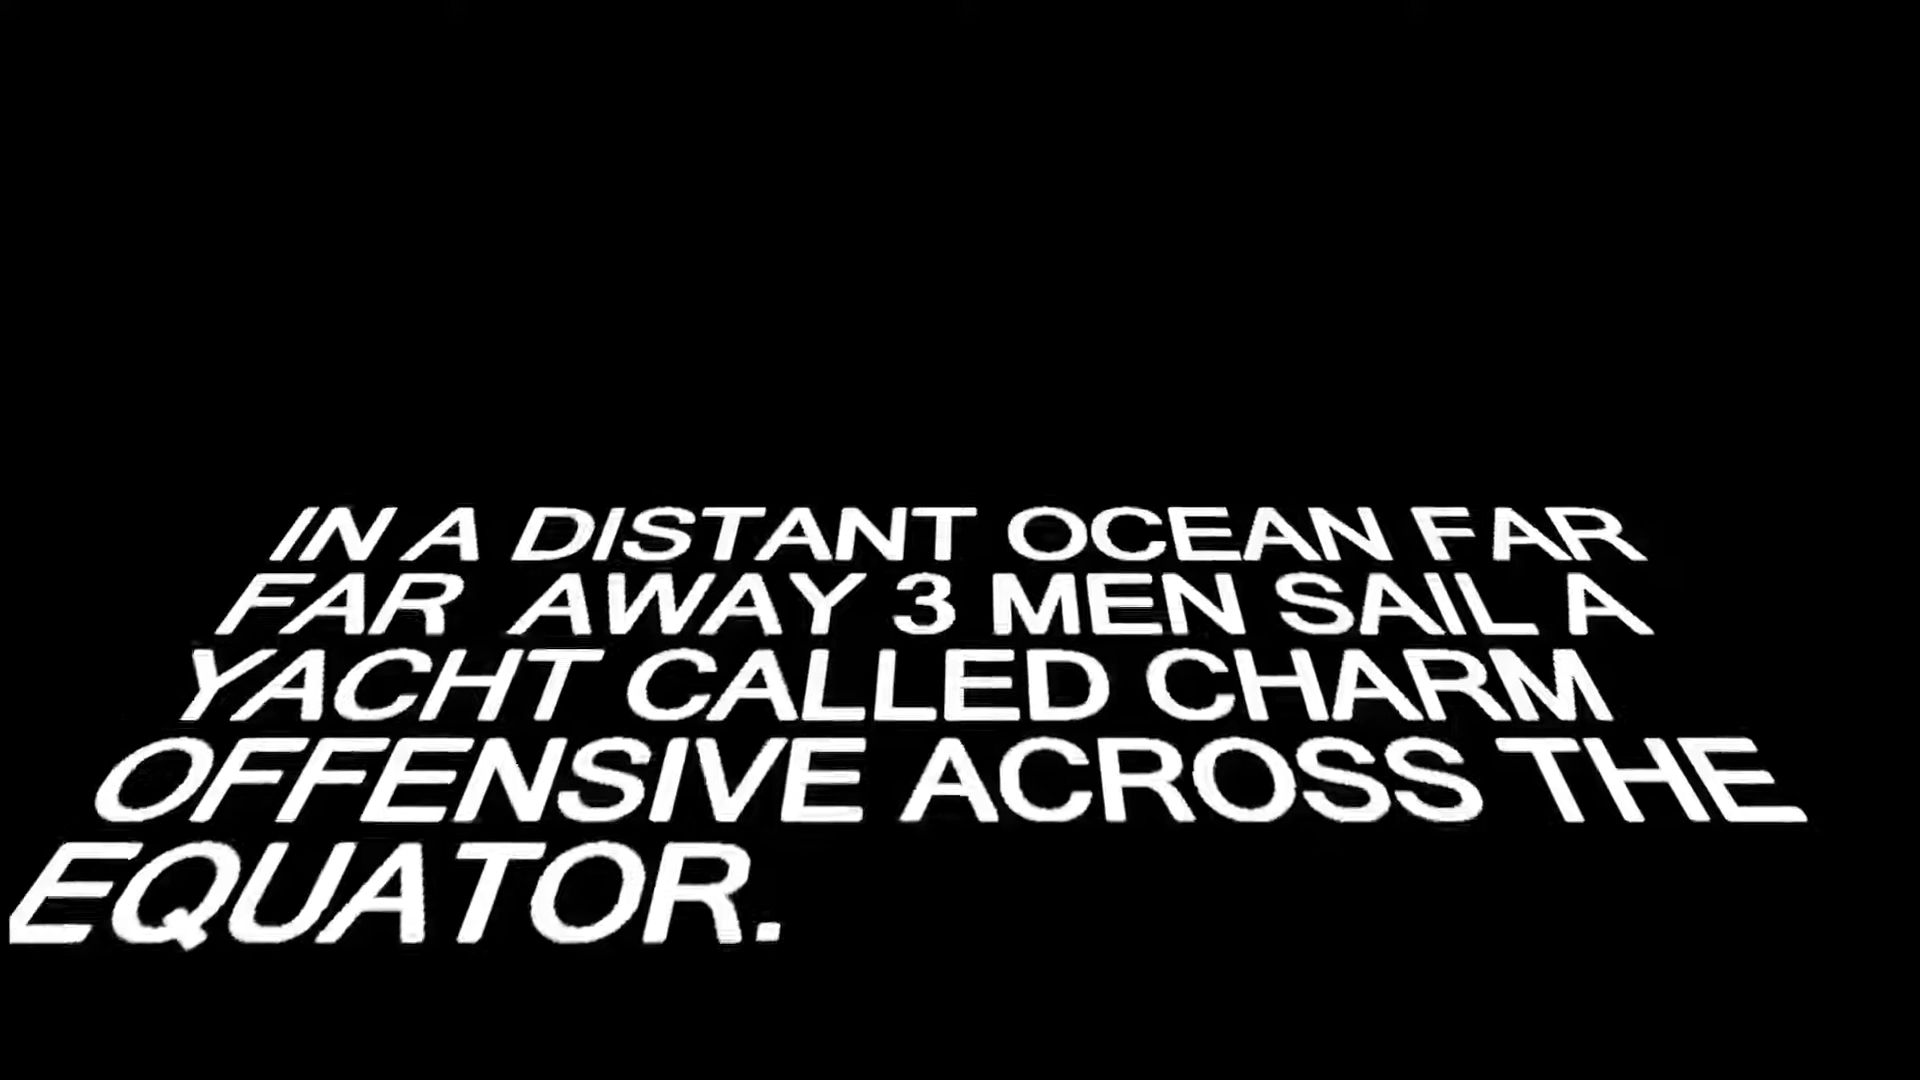 IN A DISTANT OCEAN FAR
FAR AWAY 3 MEN SAIL A
YACHT CALLED CHARM
OFFENSIVE ACROSS THE
EQUATOR.